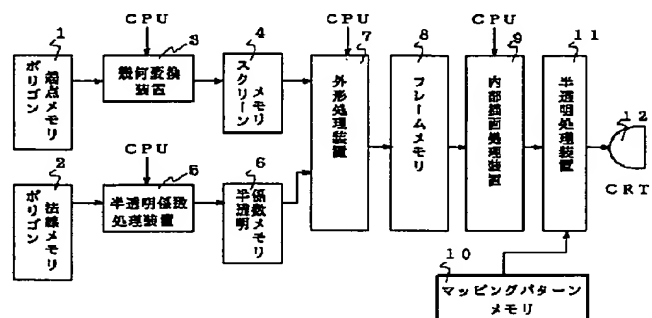 CPU
CPU
CPU
1
3
4
7
8
9
11
ポリゴン
端点メモリ
幾何変換
装置
スクリーン
メモリ
外形処理装置
フレームメモリ
内部描画処理装置
半透明処理装置
12
CRT
CPU
2
5
6
ポリゴン
法線メモリ
半透明係数
処理装置
半透明
係数メモリ
10
マッピングパターン
メモリ